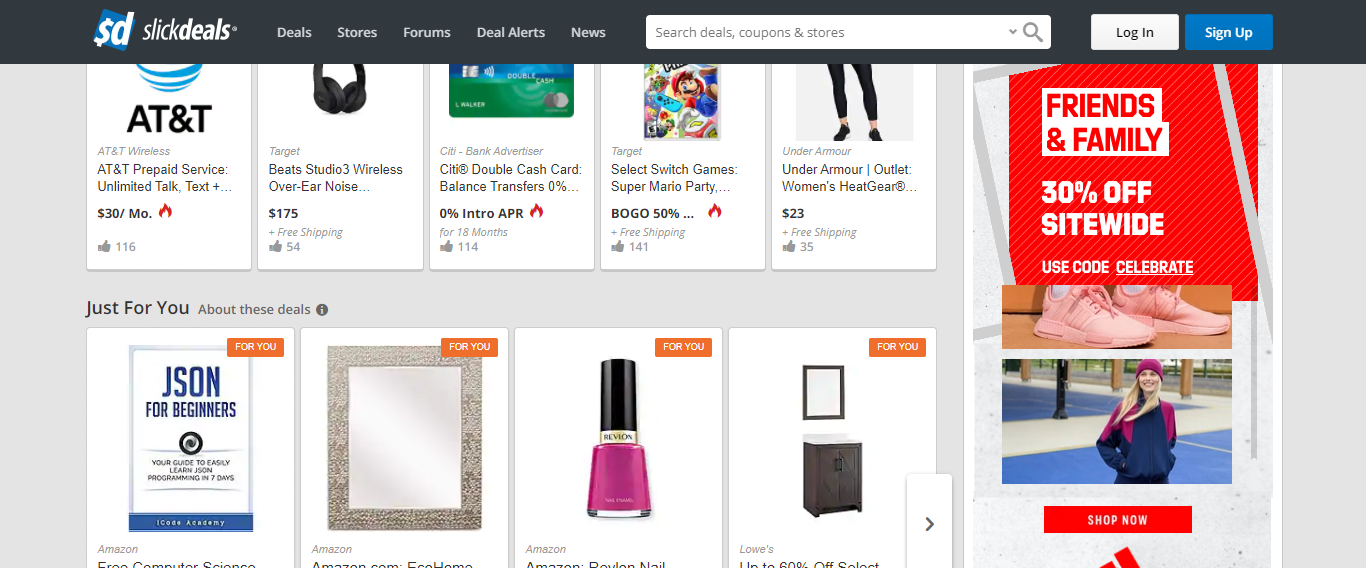 $d slickdeals®
Deals
Stores
Forums
Deal Alerts
News
Search deals, coupons & stores
Log In
Sign Up
AT&T
AT&T Wireless
AT&T Prepaid Service:
Unlimited Talk, Text +...
$30/ Mo.
116
Target
Beats Studio3 Wireless
Over-Ear Noise...
$175
+ Free Shipping
54
DOUBLE
CASH
L WALKER
Citi - Bank Advertiser
Citi® Double Cash Card:
Balance Transfers 0%...
0% Intro APR
for 18 Months
114
Target
Select Switch Games:
Super Mario Party,...
BOGO 50% ...
+ Free Shipping
141
Under Armour
Under Armour | Outlet:
Women's HeatGear®...
$23
+ Free Shipping
35
Just For You
About these deals
FOR YOU
JSON
FOR BEGINNERS
YOUR GUIDE TO EASILY
LEARN JSON
PROGRAMMING IN 7 DAYS
iCode Academy
Amazon
Free Computer Science
FOR YOU
Amazon
Amazon.com: EcoHome
FOR YOU
REVLON
NAIL ENAMEL
Amazon
Amazon: Revlon Nail
FOR YOU
Lowe's
Up to 60% Off Select
FRIENDS
& FAMILY
30% OFF
SITEWIDE
USE CODE CELEBRATE
SHOP NOW